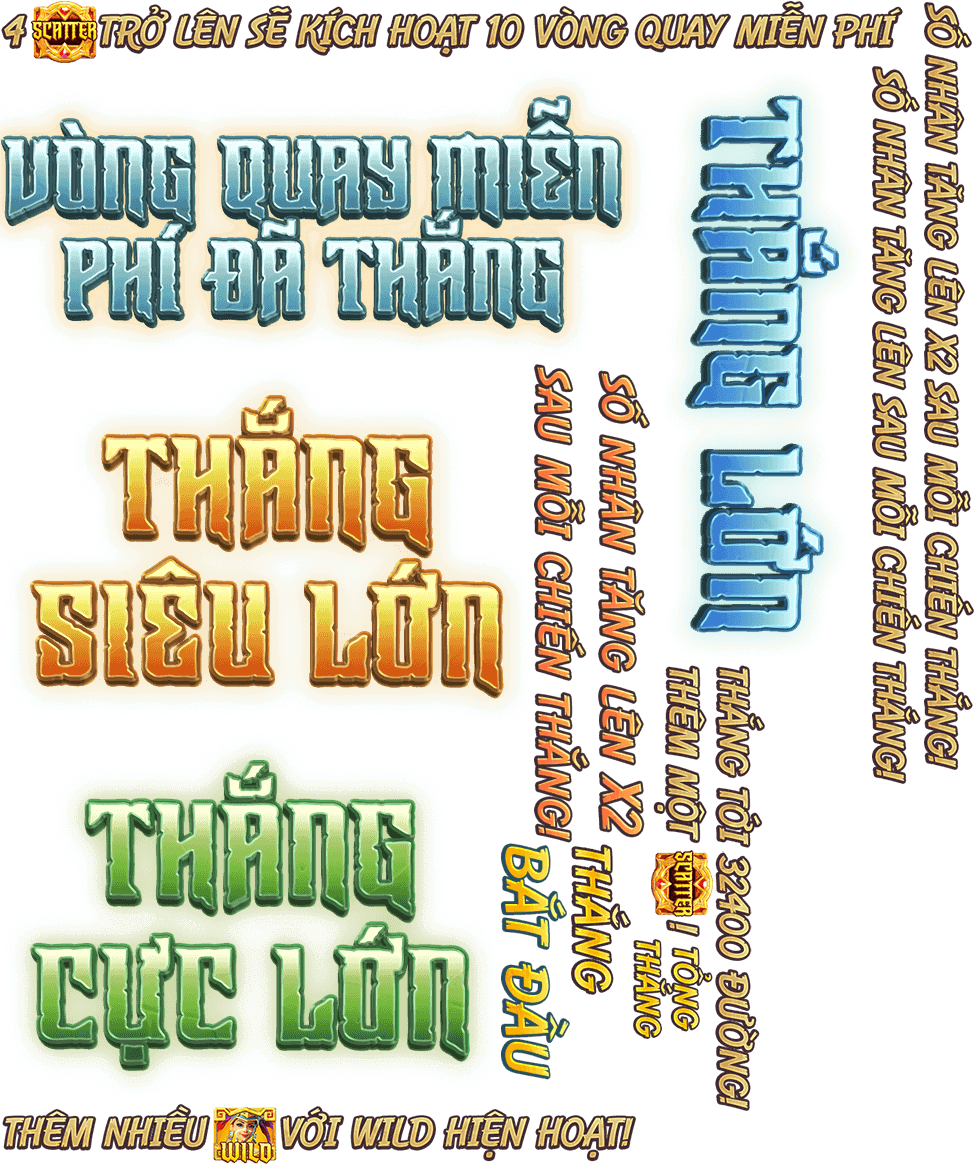 4 SCATTER TRỞ LÊN SẼ KÍCH HOẠT 10 VÒNG QUAY MIỄN PHÍ
VÒNG QUAY MIỄN
PHÍ ĐÃ THẮNG
THẮNG
SIÊU LỚN
THẮNG
CỰC LỚN
THẮNG LỚN
SỐ NHÂN TĂNG LÊN X2 SAU MỖI CHIẾN THẮNG!
SỐ NHÂN TĂNG LÊN SAU MỖI CHIẾN THẮNG!
SỐ NHÂN TĂNG LÊN X2
SAU MỖI CHIẾN THẮNG!
THẮNG TỚI 32400 ĐƯỜNG!
THÊM MỘT SCATTER !
TỔNG
THẮNG
THẮNG
BẮT ĐẦU
THÊM NHIỀU WILD VỚI WILD HIỆN HOẠT!